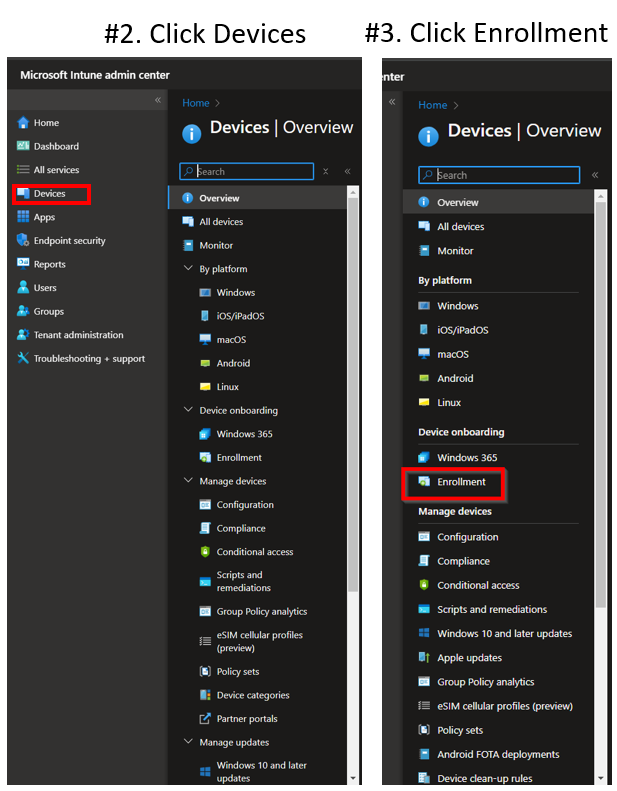 #2. Click Devices
Microsoft Intune admin center
Home
Dashboard
All services
Devices
Apps
Endpoint security
Reports
Users
Groups
Tenant administration
Troubleshooting + support
Home >
Devices | Overview
Search
Overview
All devices
Monitor
By platform
Windows
iOS/iPadOS
macOS
Android
Linux
Device onboarding
Windows 365
Enrollment
Manage devices
Configuration
Compliance
Conditional access
Scripts and
remediations
Group Policy analytics
eSIM cellular profiles
(preview)
Policy sets
Device categories
Partner portals
Manage updates
Windows 10 and later
updates
#3. Click Enrollment
enter
Home >
Devices | Overview
Search
Overview
All devices
Monitor
By platform
Windows
iOS/iPadOS
macOS
Android
Linux
Device onboarding
Windows 365
Enrollment
Manage devices
Configuration
Compliance
Conditional access
Scripts and remediations
Windows 10 and later updates
Apple updates
Group Policy analytics
eSIM cellular profiles (preview)
Policy sets
Android FOTA deployments
Device clean-up rules